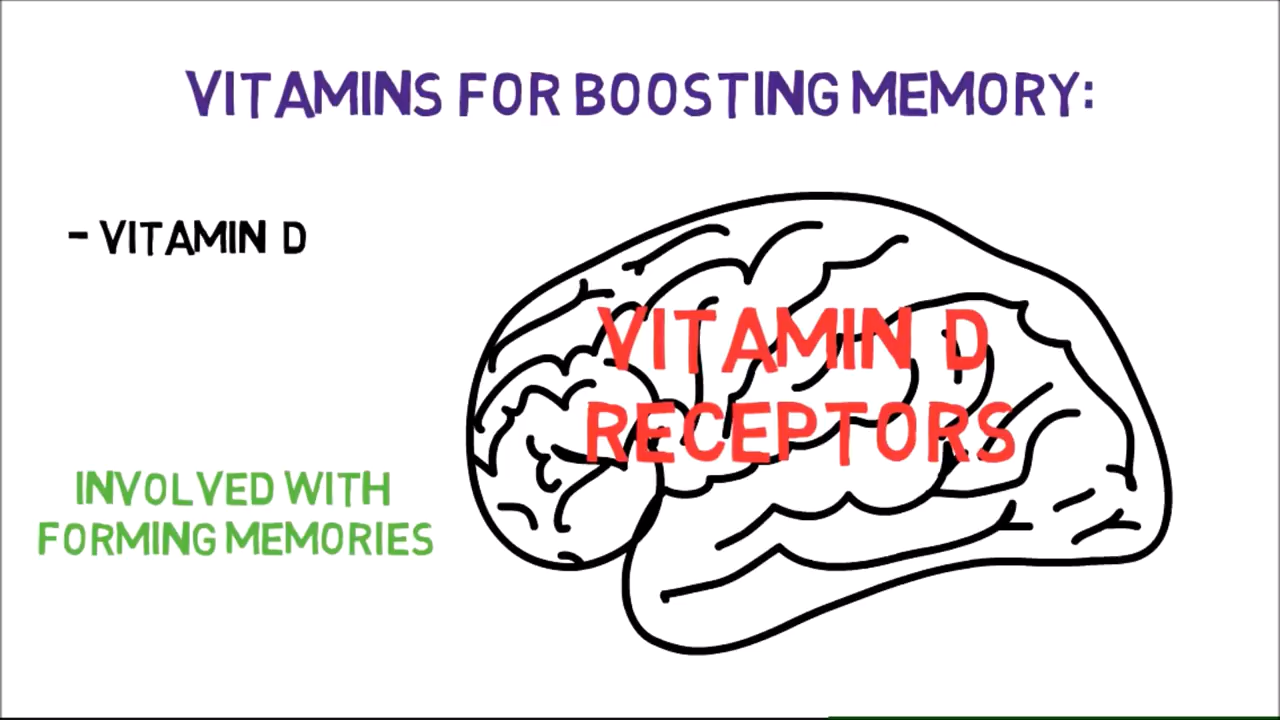 VITAMINS FOR BOOSTING MEMORY:
- VITAMIN D
VITAMIN D
RECEPTORS
INVOLVED WITH
FORMING MEMORIES